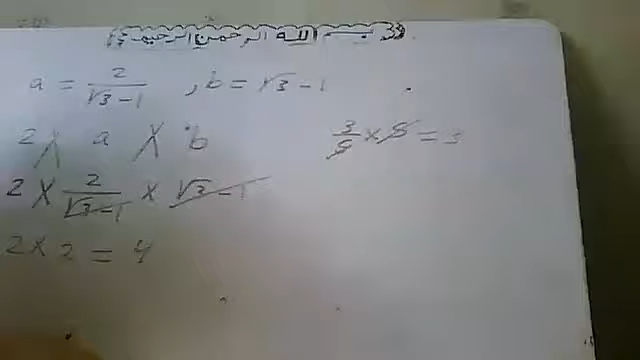 بسم الله الرحمن الرحيم
a = 2/(√3-1) , b = √3-1
2 × a × b
3/5 × 5 = 3
2 × 2/(√3-1) × √3-1
2 × 2 = 4